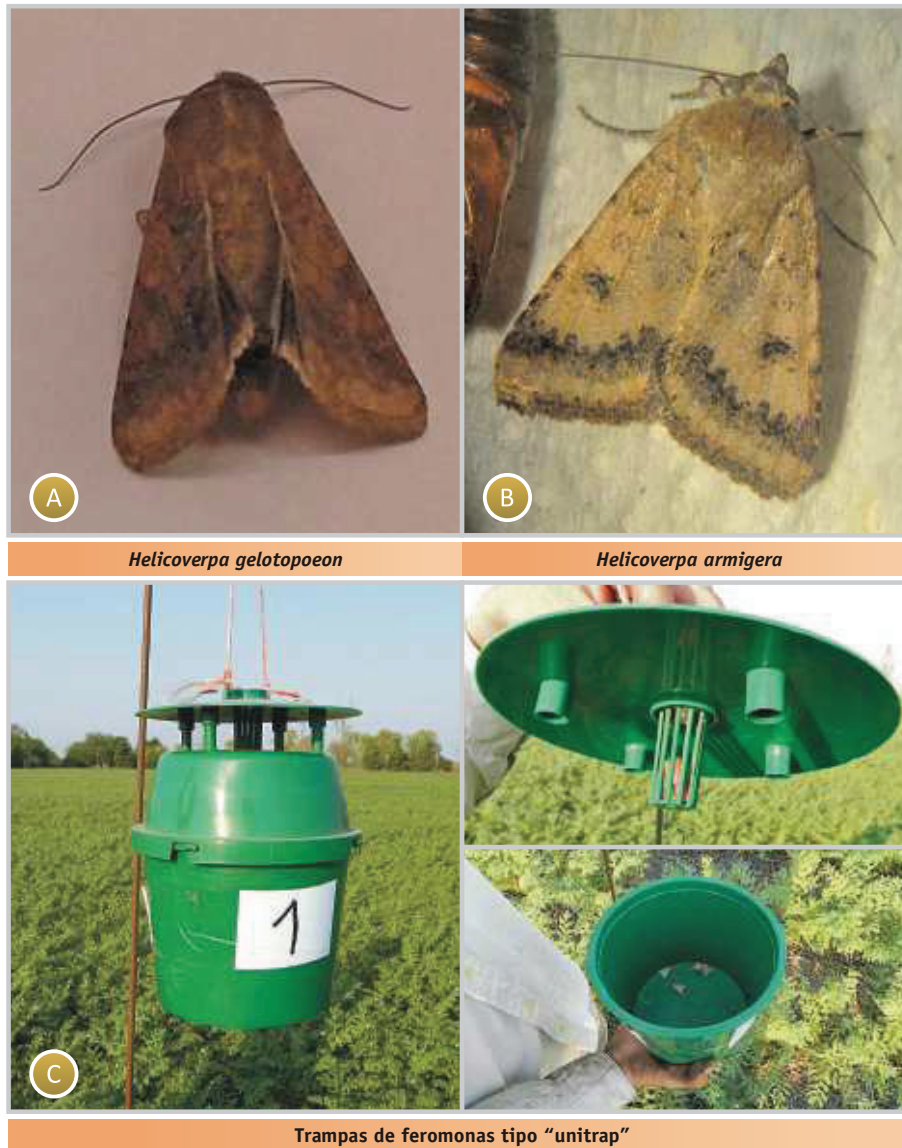 A
B
Helicoverpa gelotopoeon
Helicoverpa armigera
1
C
Trampas de feromonas tipo “unitrap”